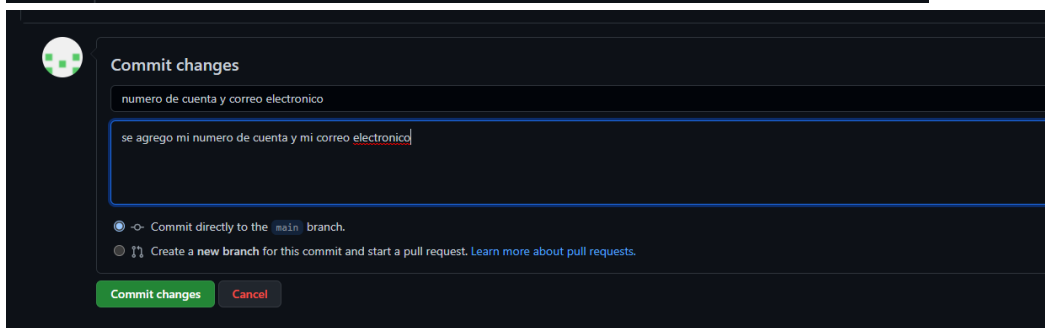 Commit changes
numero de cuenta y correo electronico
se agrego mi numero de cuenta y mi correo electronico
Commit directly to the main branch.
Create a new branch for this commit and start a pull request. Learn more about pull requests.
Commit changes Cancel